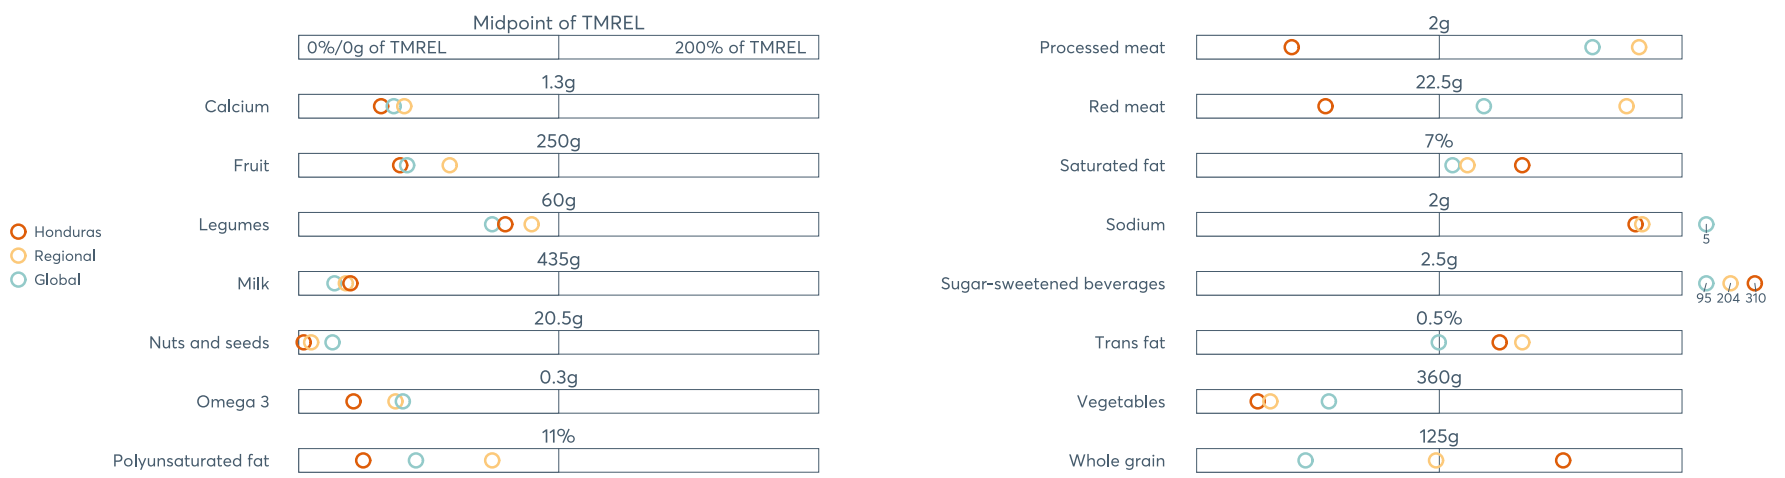 Midpoint of TMREL
0%/0g of TMREL 200% of TMREL
1.3g
Calcium
250g
Fruit
60g
Legumes
435g
Milk
20.5g
Nuts and seeds
0.3g
Omega 3
11%
Polyunsaturated fat
Honduras
Regional
Global
2g
Processed meat
22.5g
Red meat
7%
Saturated fat
2g
Sodium
5
2.5g
Sugar-sweetened beverages
95 204 310
0.5%
Trans fat
360g
Vegetables
125g
Whole grain